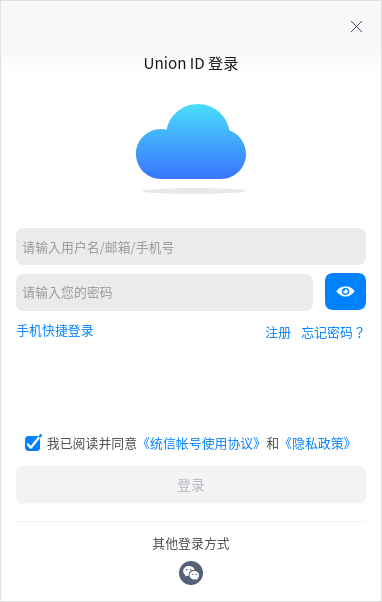 Union ID 登录
请输入用户名/邮箱/手机号
请输入您的密码
手机快捷登录
注册 忘记密码？
我已阅读并同意《统信帐号使用协议》和《隐私政策》
登录
其他登录方式